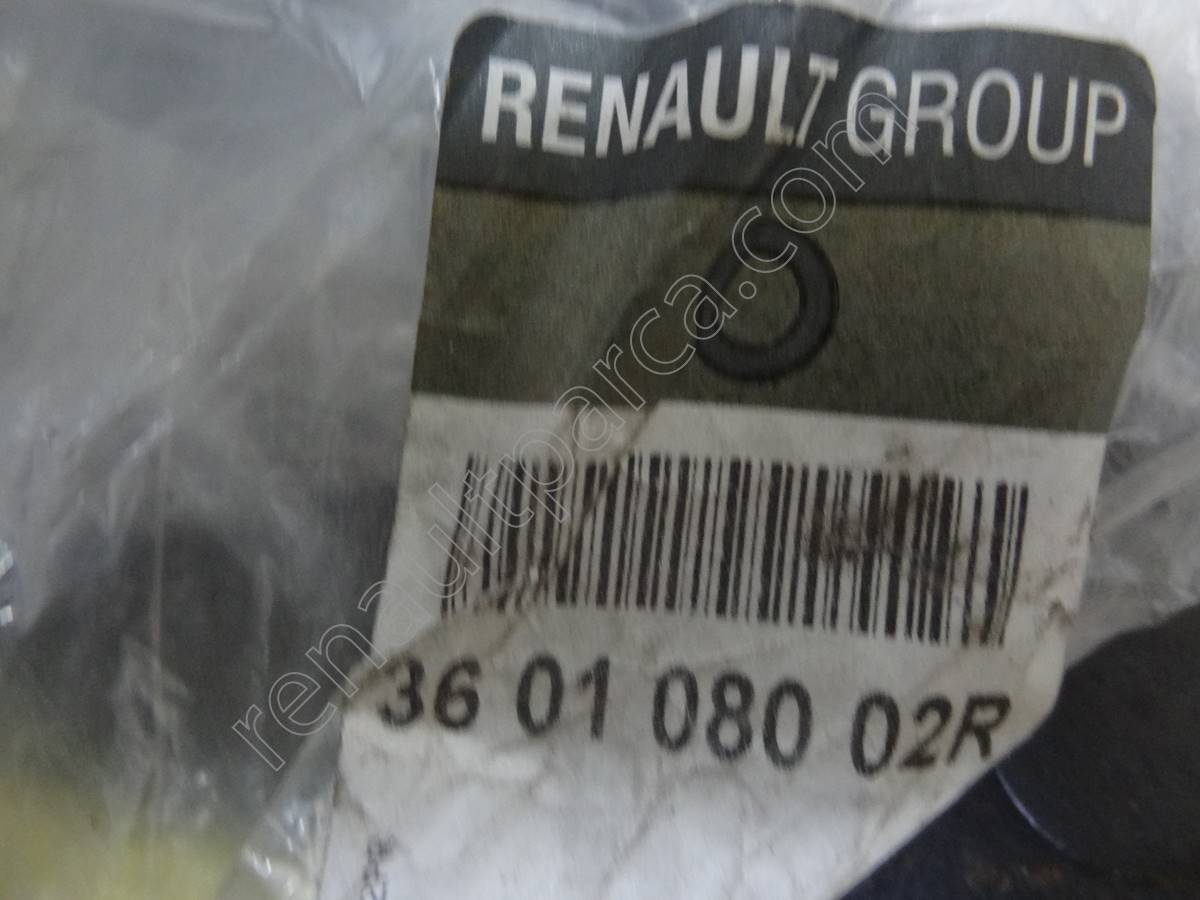 RENAULT GROUP
renaultparca.com
36 01 080 02R